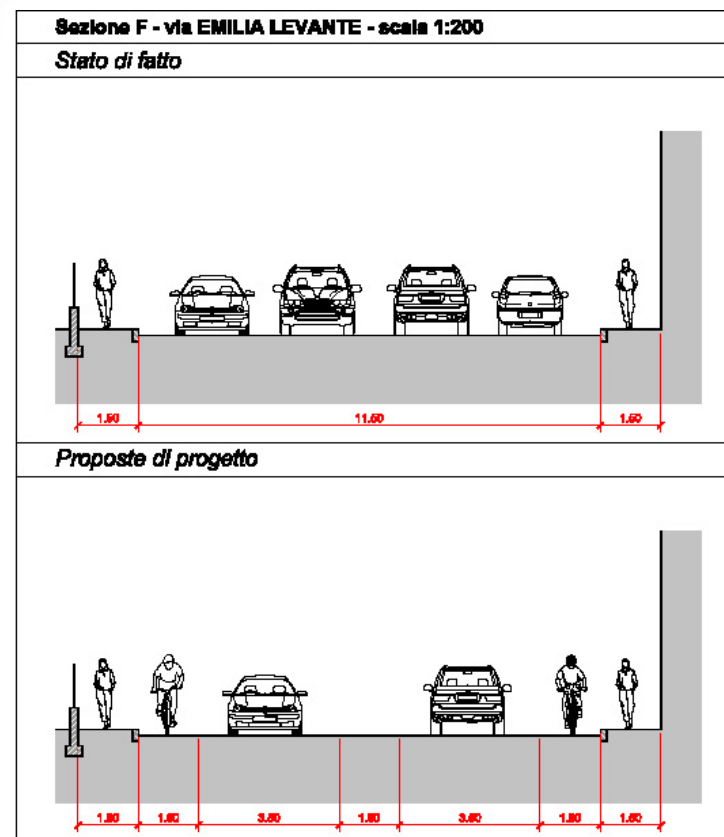 Sezione F - via EMILIA LEVANTE - scala 1:200
Stato di fatto
1.50 11.50 1.50
Proposte di progetto
1.50 1.50 3.50 1.50 3.50 1.50 1.50